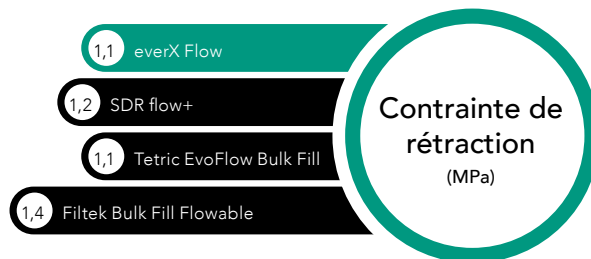 1,1 everX Flow
1,2 SDR flow+
1,1 Tetric EvoFlow Bulk Fill
1,4 Filtek Bulk Fill Flowable
Contrainte de
rétraction
(MPa)